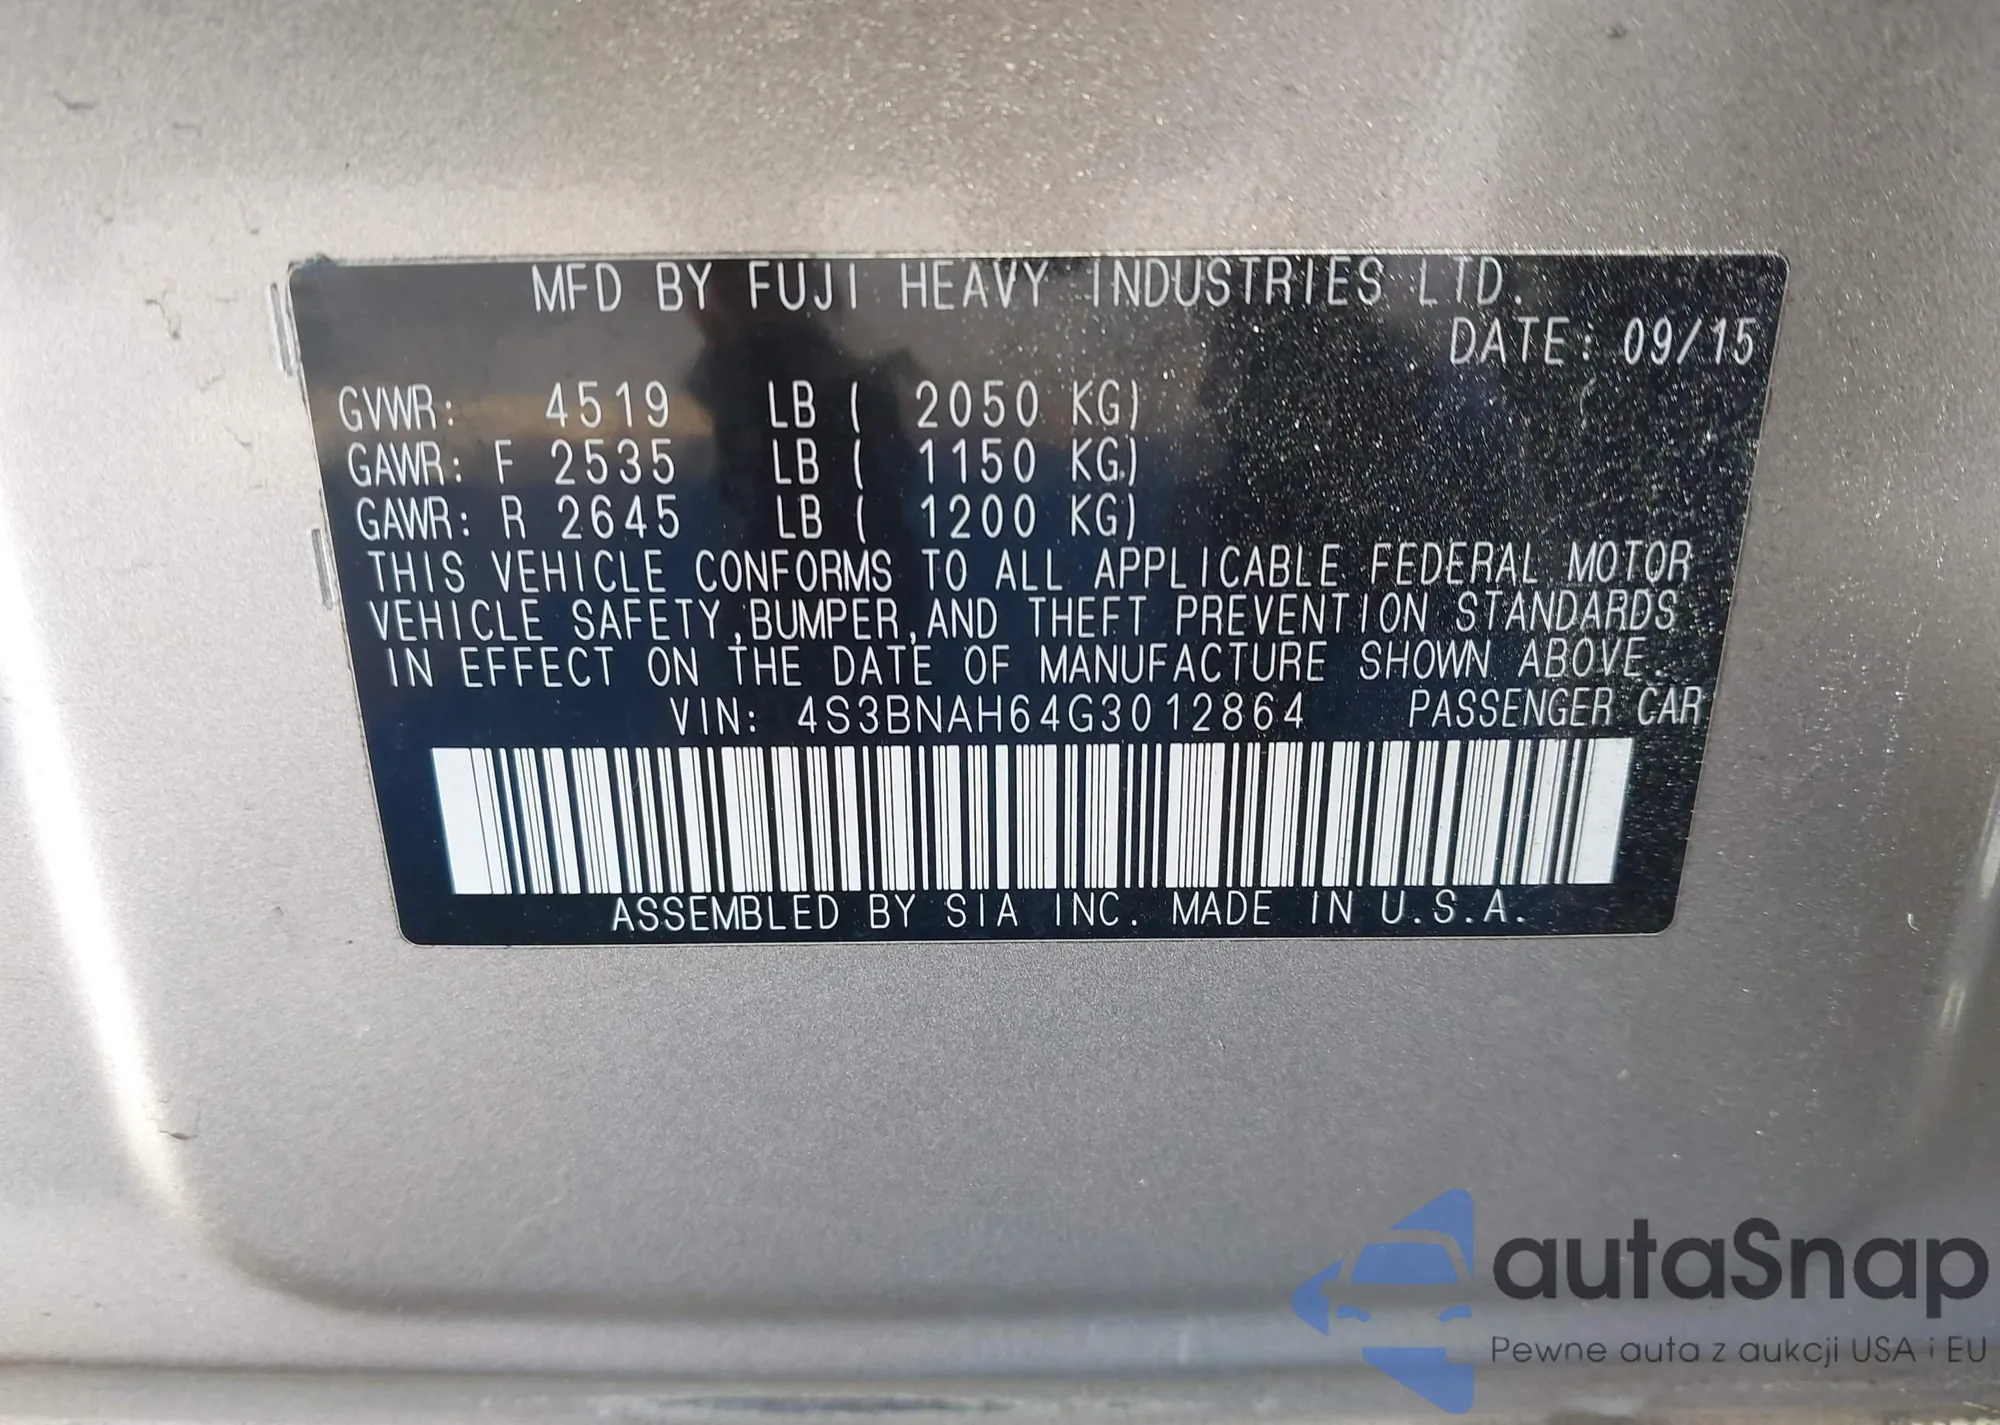 MFD BY FUJI HEAVY INDUSTRIES LTD.
DATE: 09/15
GVWR: 4519 LB ( 2050 KG)
GAWR: F 2535 LB ( 1150 KG)
GAWR: R 2645 LB ( 1200 KG)
THIS VEHICLE CONFORMS TO ALL APPLICABLE FEDERAL MOTOR
VEHICLE SAFETY,BUMPER,AND THEFT PREVENTION STANDARDS
IN EFFECT ON THE DATE OF MANUFACTURE SHOWN ABOVE.
VIN: 4S3BNAH64G3012864 PASSENGER CAR
ASSEMBLED BY SIA INC. MADE IN U.S.A.
autaSnap
Pewne auta z aukcji USA i EU